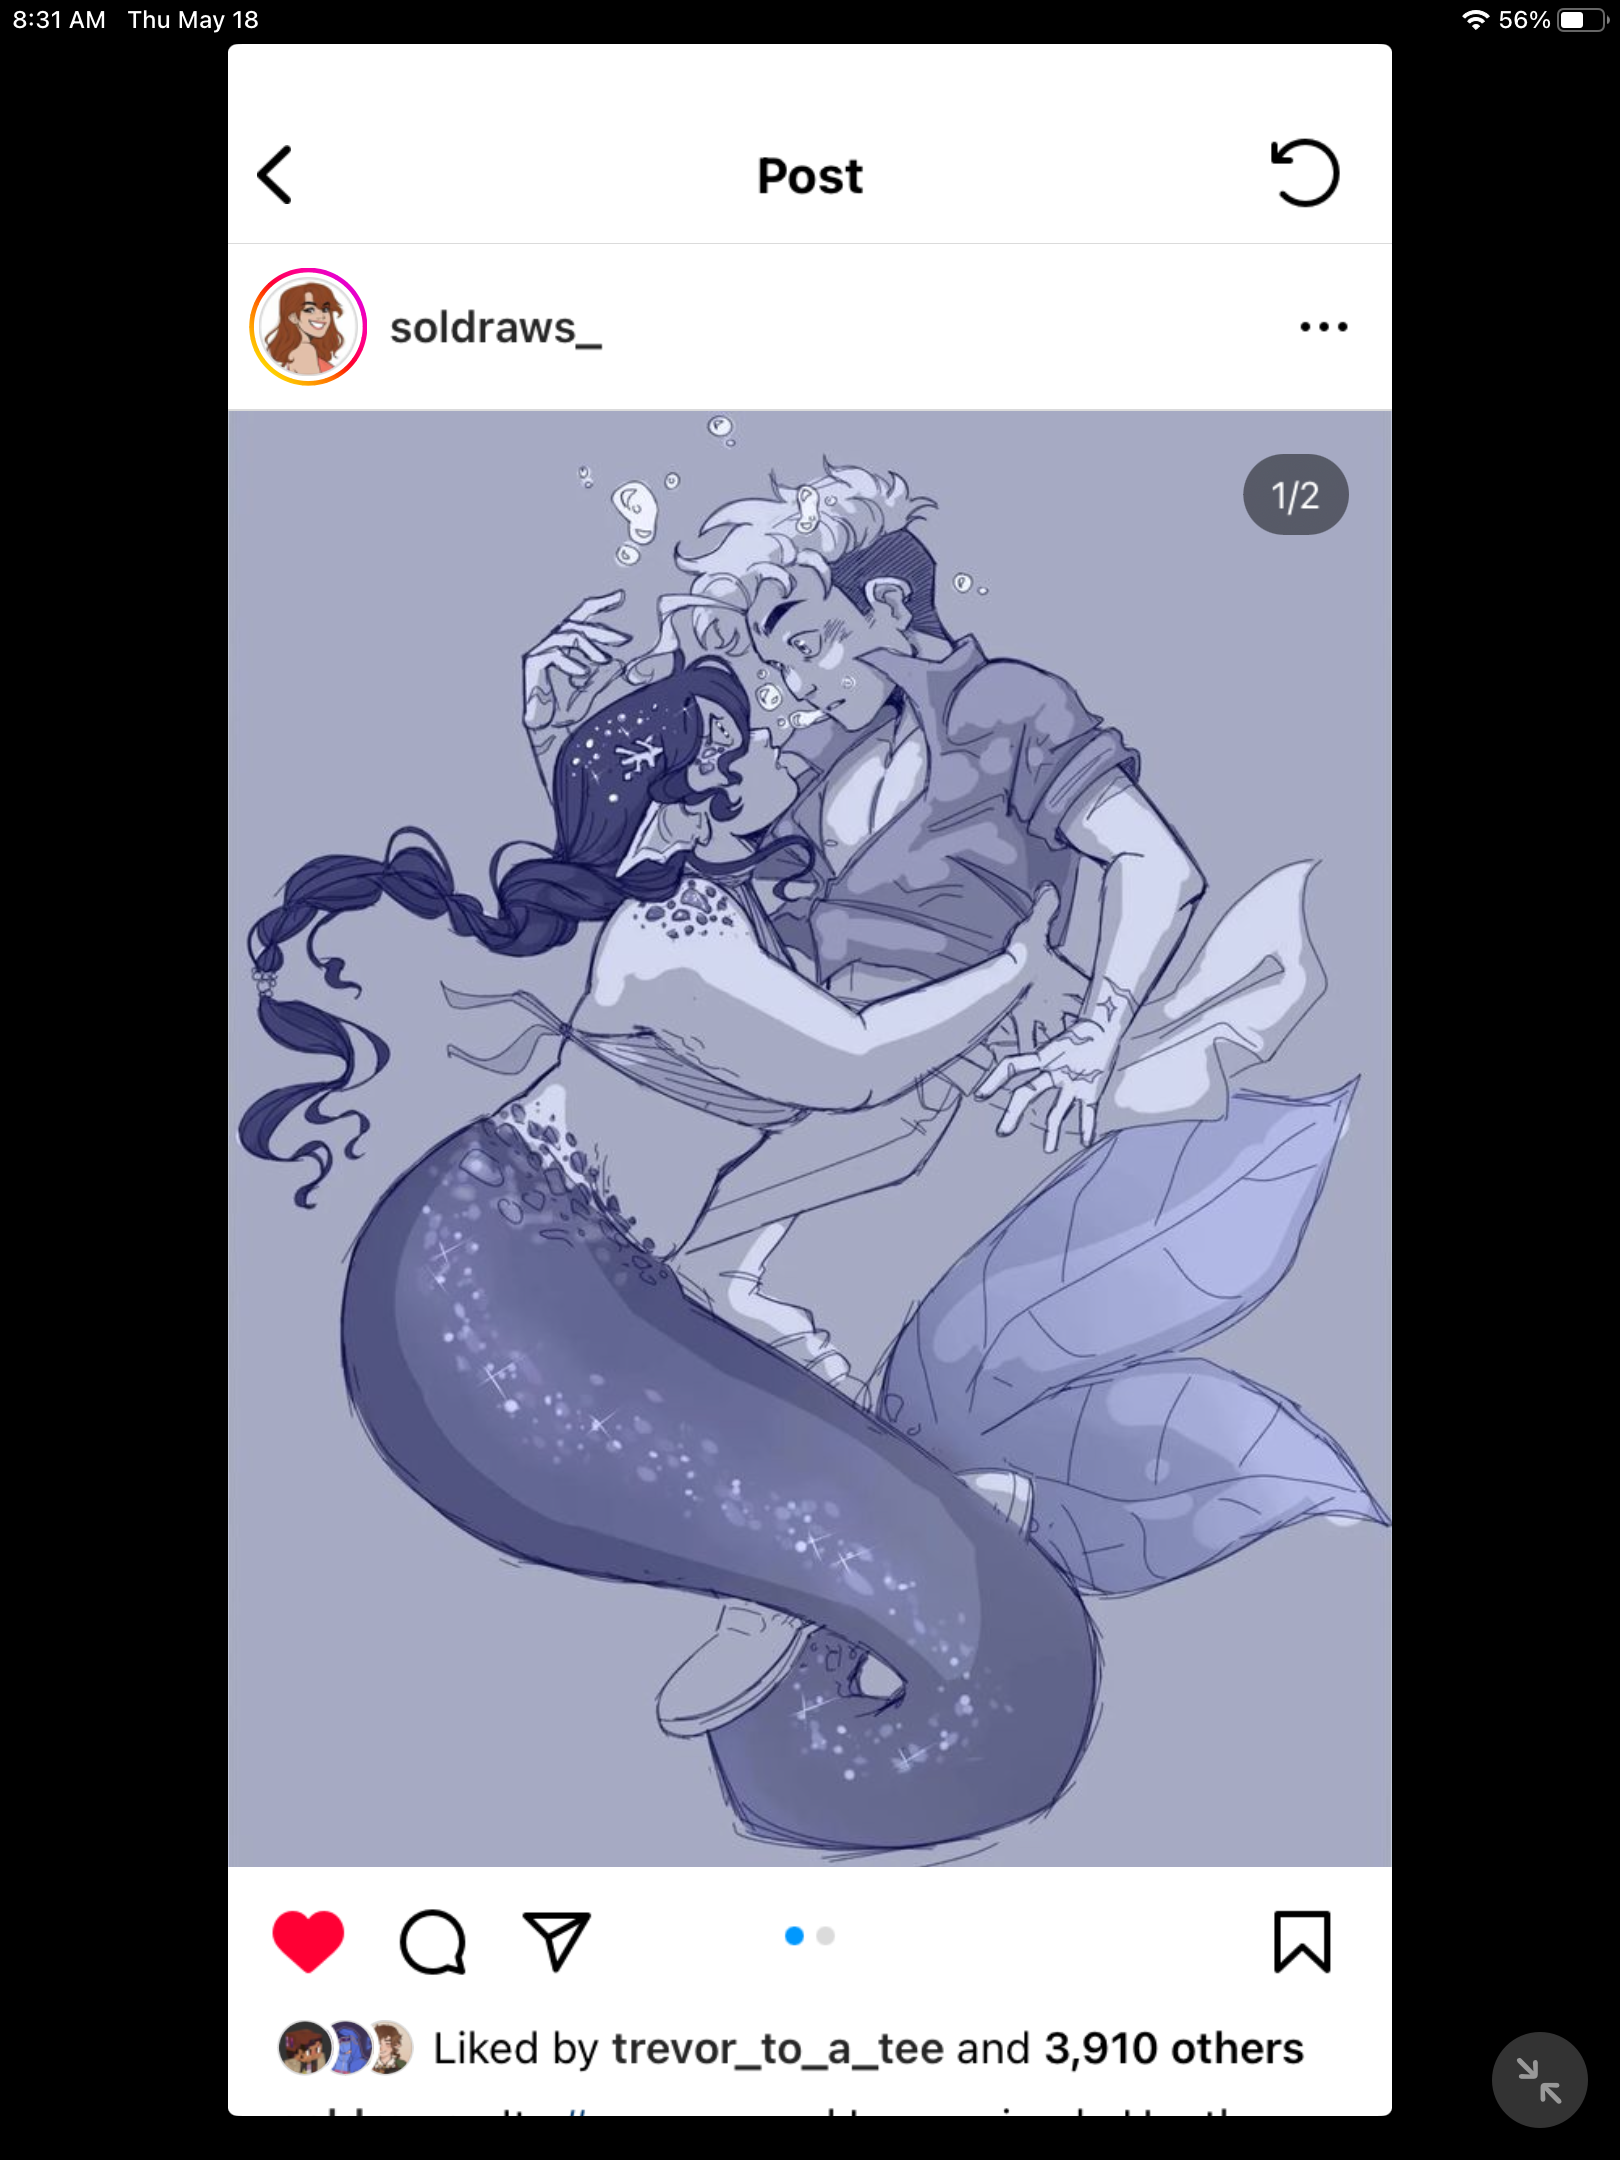 8:31 AM Thu May 18
56%
Post
soldraws_
1/2
Liked by trevor_to_a_tee and 3,910 others